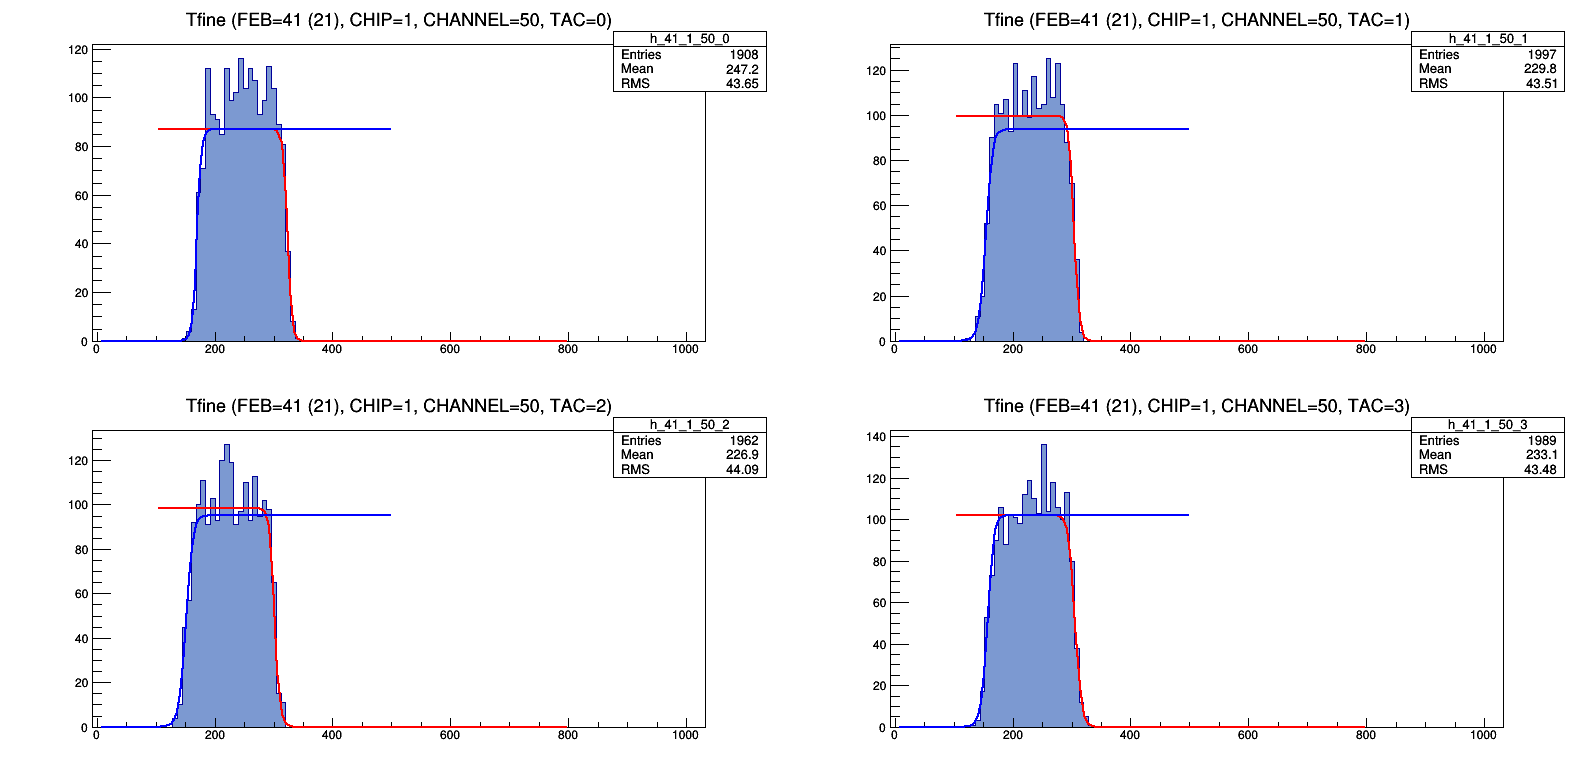 Tfine (FEB=41 (21), CHIP=1, CHANNEL=50, TAC=0)
h_41_1_50_0
Entries 1908
Mean 247.2
RMS 43.65
120
100
80
60
40
20
0
0 200 400 600 800 1000
Tfine (FEB=41 (21), CHIP=1, CHANNEL=50, TAC=1)
h_41_1_50_1
Entries 1997
Mean 229.8
RMS 43.51
120
100
80
60
40
20
0
0 200 400 600 800 1000
Tfine (FEB=41 (21), CHIP=1, CHANNEL=50, TAC=2)
h_41_1_50_2
Entries 1962
Mean 226.9
RMS 44.09
120
100
80
60
40
20
0
0 200 400 600 800 1000
Tfine (FEB=41 (21), CHIP=1, CHANNEL=50, TAC=3)
h_41_1_50_3
Entries 1989
Mean 233.1
RMS 43.48
140
120
100
80
60
40
20
0
0 200 400 600 800 1000